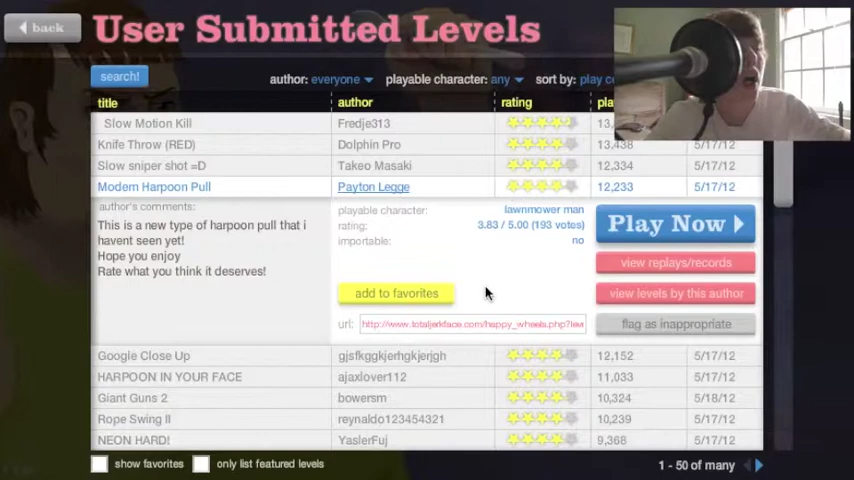 back
User Submitted Levels
search!
author: everyone playable character: any sort by: play
title author rating
Slow Motion Kill Fredje313
Knife Throw (RED) Dolphin Pro 13,438 5/17/12
Slow sniper shot =D Takeo Masaki 12,334 5/17/12
Modern Harpoon Pull Payton Legge 12,233 5/17/12
author's comments:
This is a new type of harpoon pull that i
havent seen yet!
Hope you enjoy
Rate what you think it deserves!
playable character: lawnmower man
rating: 3.83 / 5.00 (193 votes)
importable: no
add to favorites
url: http://www.totaljerkface.com/happy_wheels.php?lev
Play Now
view replays/records
view levels by this author
flag as inappropriate
Google Close Up gjsfkggkjerhgkjerjgh 12,152 5/17/12
HARPOON IN YOUR FACE ajaxlover112 11,033 5/17/12
Giant Guns 2 bowersm 10,324 5/18/12
Rope Swing II reynaldo123454321 10,239 5/17/12
NEON HARD! YaslerFuj 9,368 5/17/12
show favorites only list featured levels 1 - 50 of many